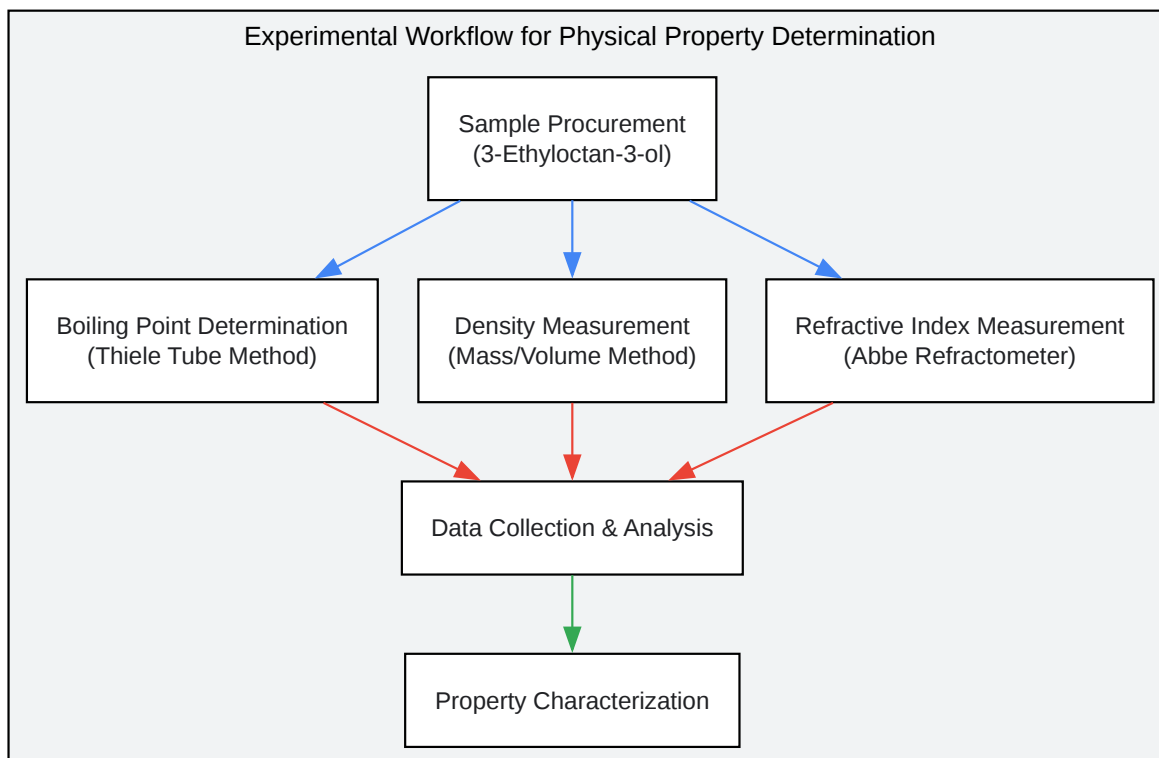 Experimental Workflow for Physical Property Determination
Sample Procurement
(3-Ethyloctan-3-ol)
Boiling Point Determination
(Thiele Tube Method)
Density Measurement
(Mass/Volume Method)
Refractive Index Measurement
(Abbe Refractometer)
Data Collection & Analysis
Property Characterization